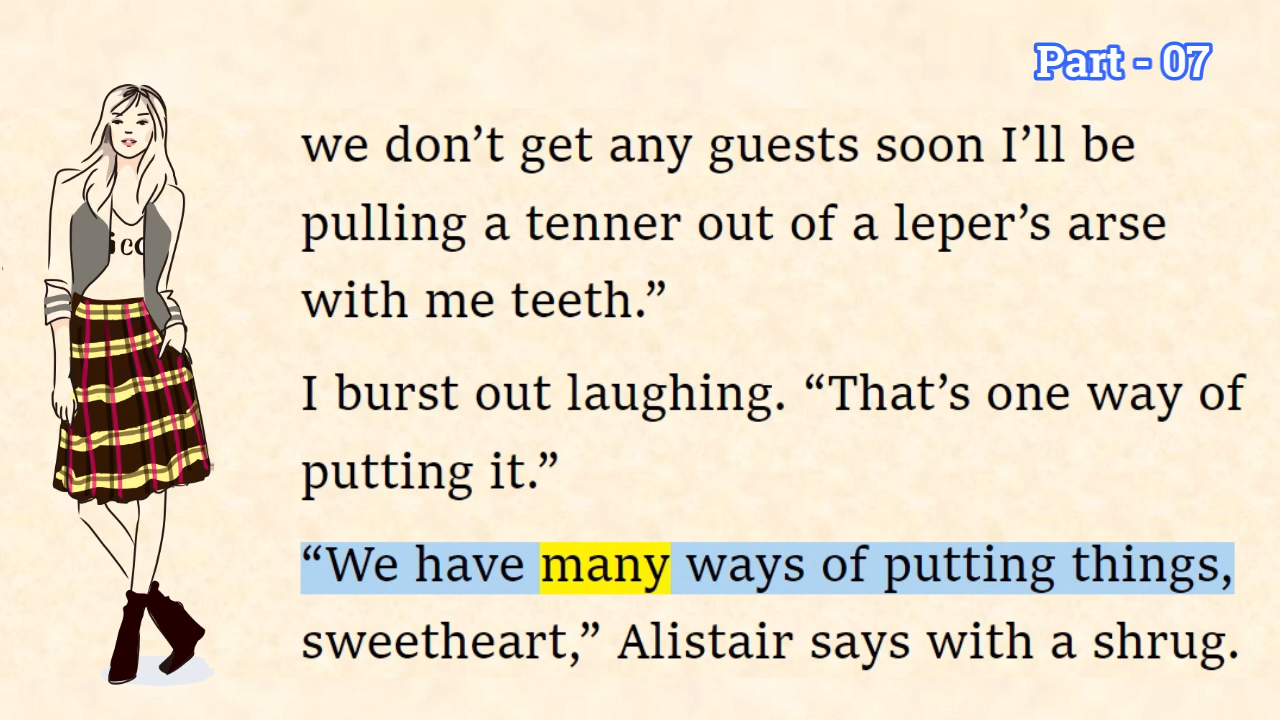 Part - 07
we don’t get any guests soon I’ll be
pulling a tenner out of a leper’s arse
with me teeth.”
I burst out laughing. “That’s one way of
putting it.”
“We have many ways of putting things,
sweetheart,” Alistair says with a shrug.